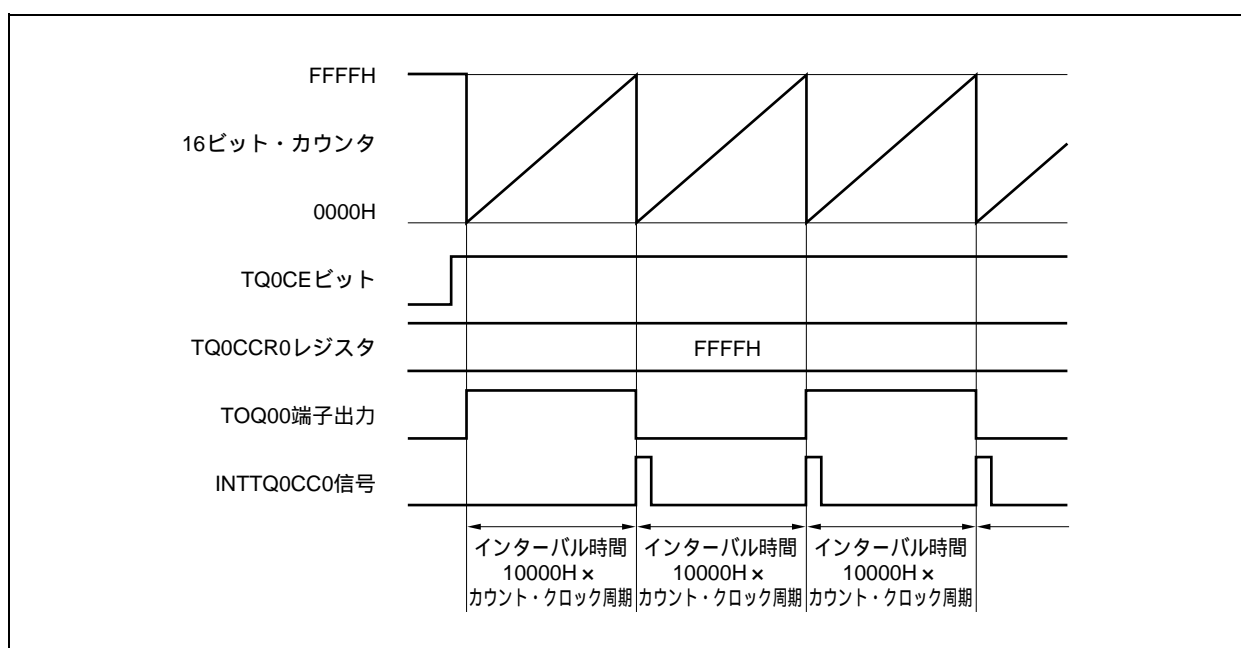 FFFFH
16ビット・カウンタ
0000H
TQ0CEビット
TQ0CCR0レジスタ
FFFFH
TOQ00端子出力
INTTQ0CC0信号
インターバル時間
10000H ×
カウント・クロック周期
インターバル時間
10000H ×
カウント・クロック周期
インターバル時間
10000H ×
カウント・クロック周期